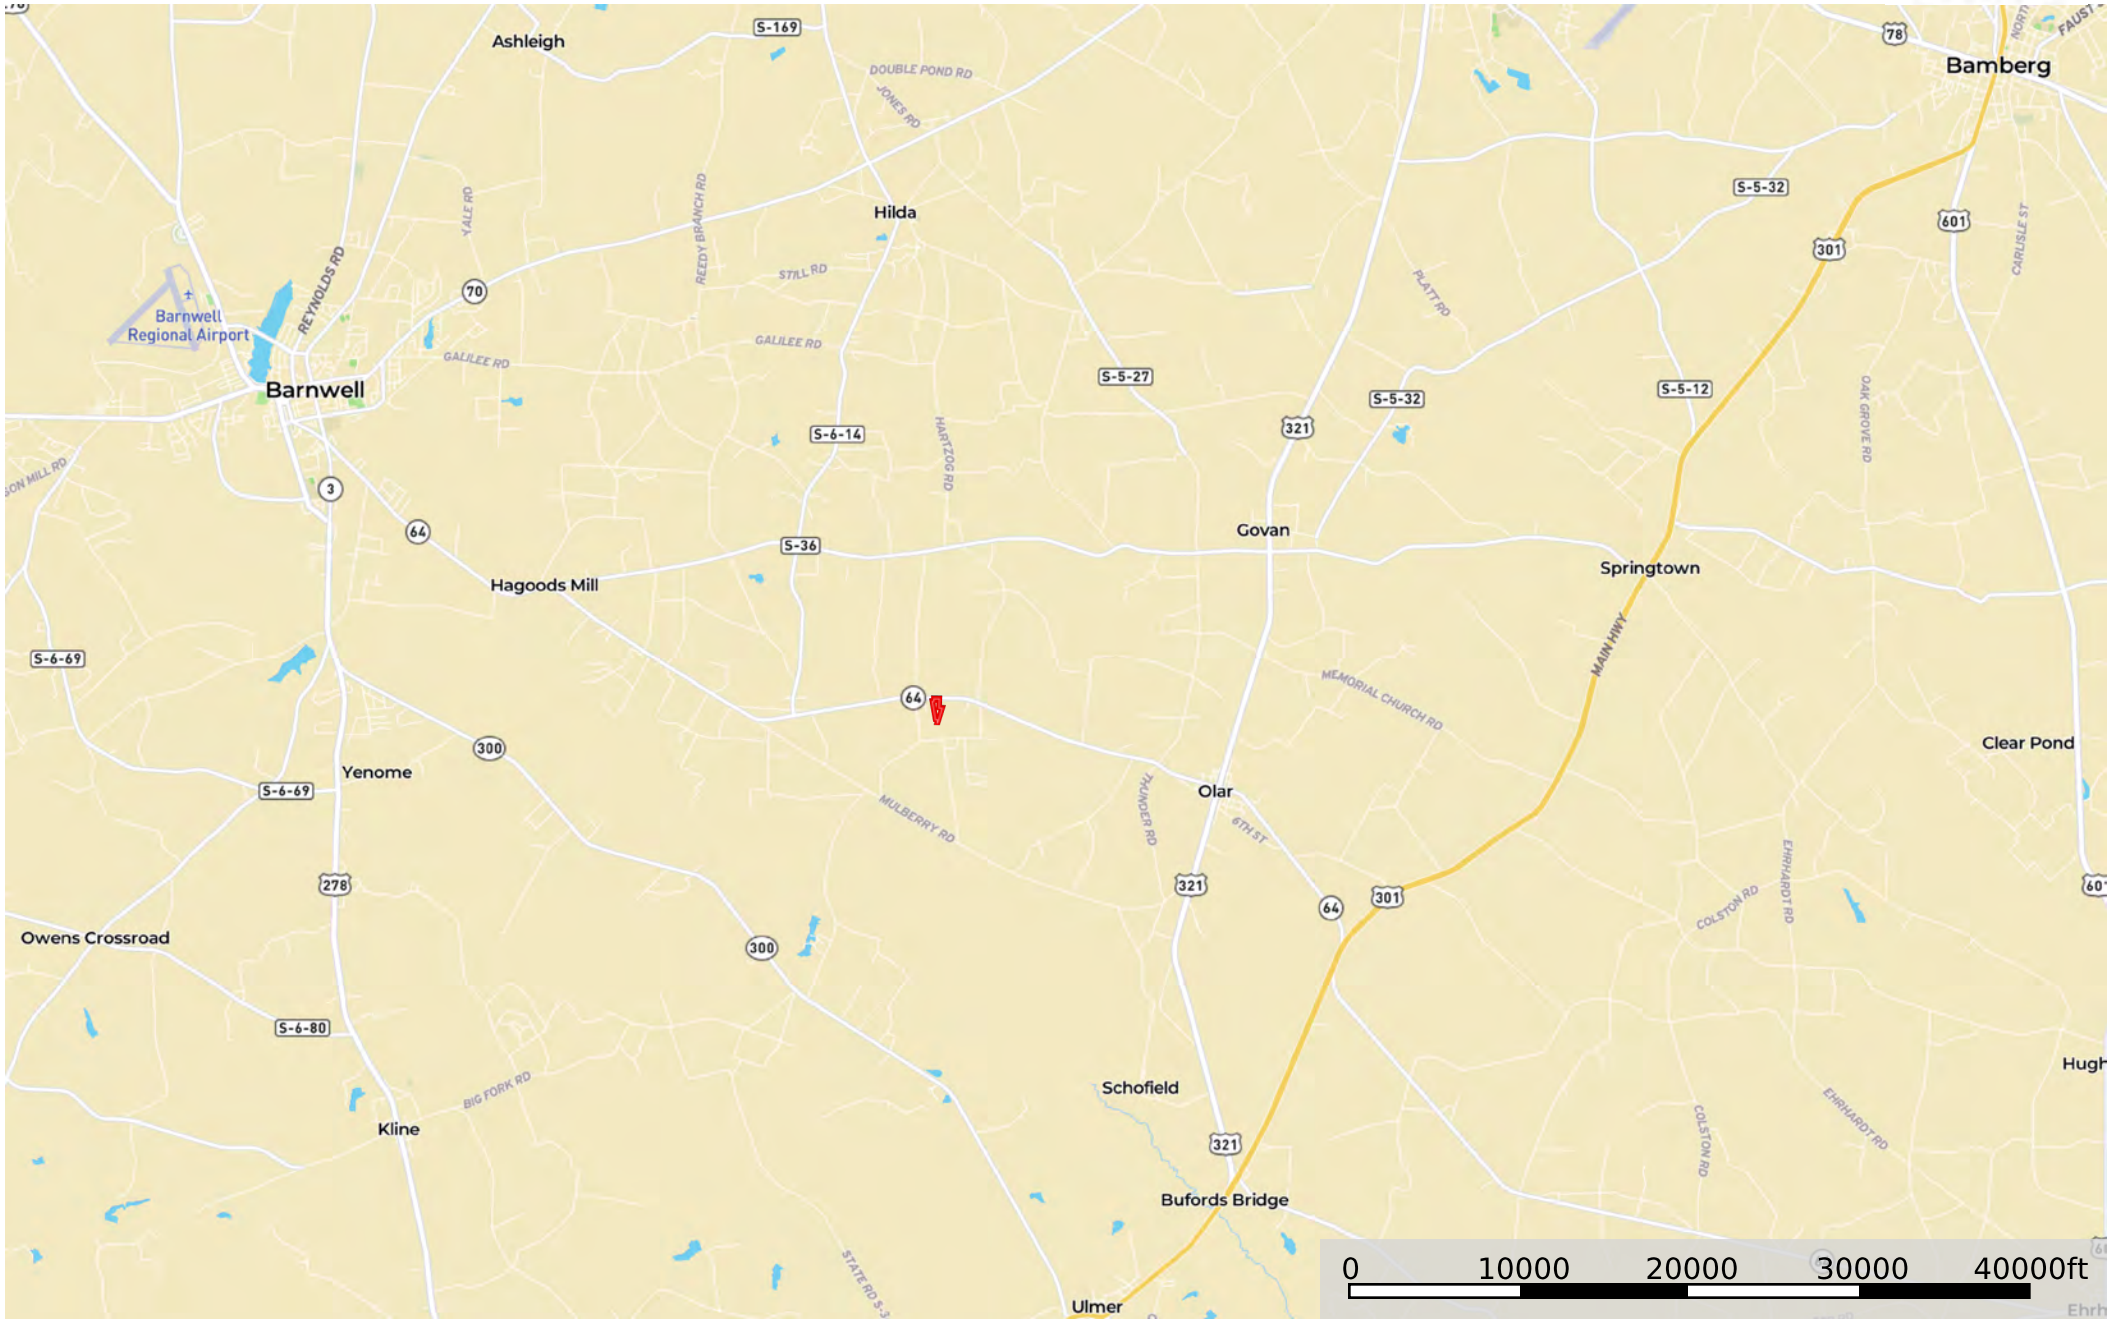 Ashleigh
S-169
78
NORTH
FAUST
Bamberg
DOUBLE POND RD
JONES RD
YALE RD
REEDY BRANCH RD
Hilda
S-5-32
601
CARLISLE ST
301
REYNOLDS RD
STILL RD
70
PLATT RD
Barnwell
Regional Airport
GALILEE RD
GALILEE RD
Barnwell
S-5-27
S-5-32
S-5-12
OAK GROVE RD
321
S-6-14
HARTZOG RD
SON MILL RD
3
64
Govan
S-36
Springtown
Hagoods Mill
MAIN HWY
S-6-69
64
MEMORIAL CHURCH RD
300
Clear Pond
Yenome
S-6-69
Olar
THUNDER RD
MULBERRY RD
6TH ST
278
321
301
64
EHRHARDT RD
COLSTON RD
601
Owens Crossroad
300
S-6-80
Hugh
Schofield
BIG FORK RD
Kline
EHRHARDT RD
COLSTON RD
321
Bufords Bridge
STATE RD S-3
Ulmer
0 10000 20000 30000 40000ft
Ehrh